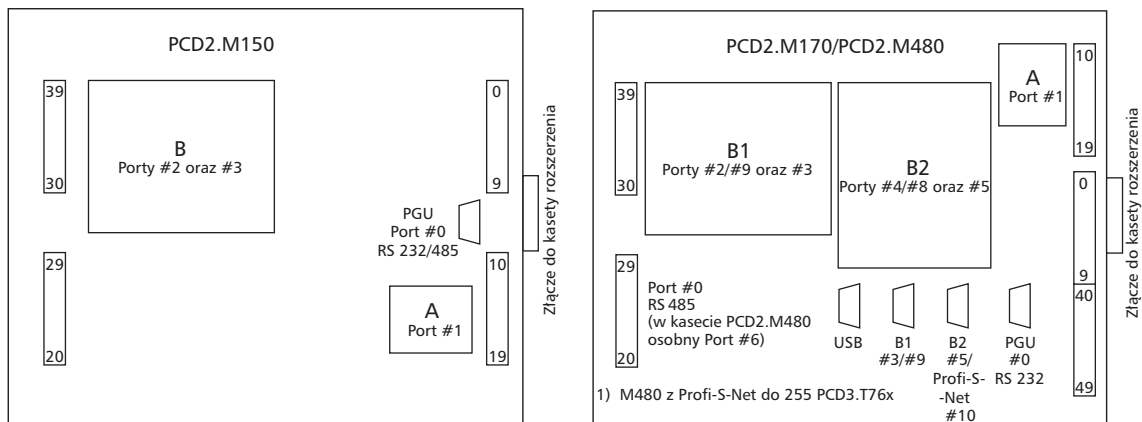 PCD2.M150
39
30
B
Porty #2 oraz #3
0
9
PGU
Port #0
RS 232/485
29
20
A
Port #1
10
19
Złącze do kasety rozszerzenia
PCD2.M170/PCD2.M480
39
30
B1
Porty #2/#9 oraz #3
B2
Porty #4/#8 oraz #5
A
Port #1
10
19
0
9
40
49
29
20
Port #0
RS 485
(w kasecie PCD2.M480
osobny Port #6)
USB
B1
#3/#9
B2
#5/
Profi-S-
-Net
#10
PGU
#0
RS 232
1) M480 z Profi-S-Net do 255 PCD3.T76x
Złącze do kasety rozszerzenia